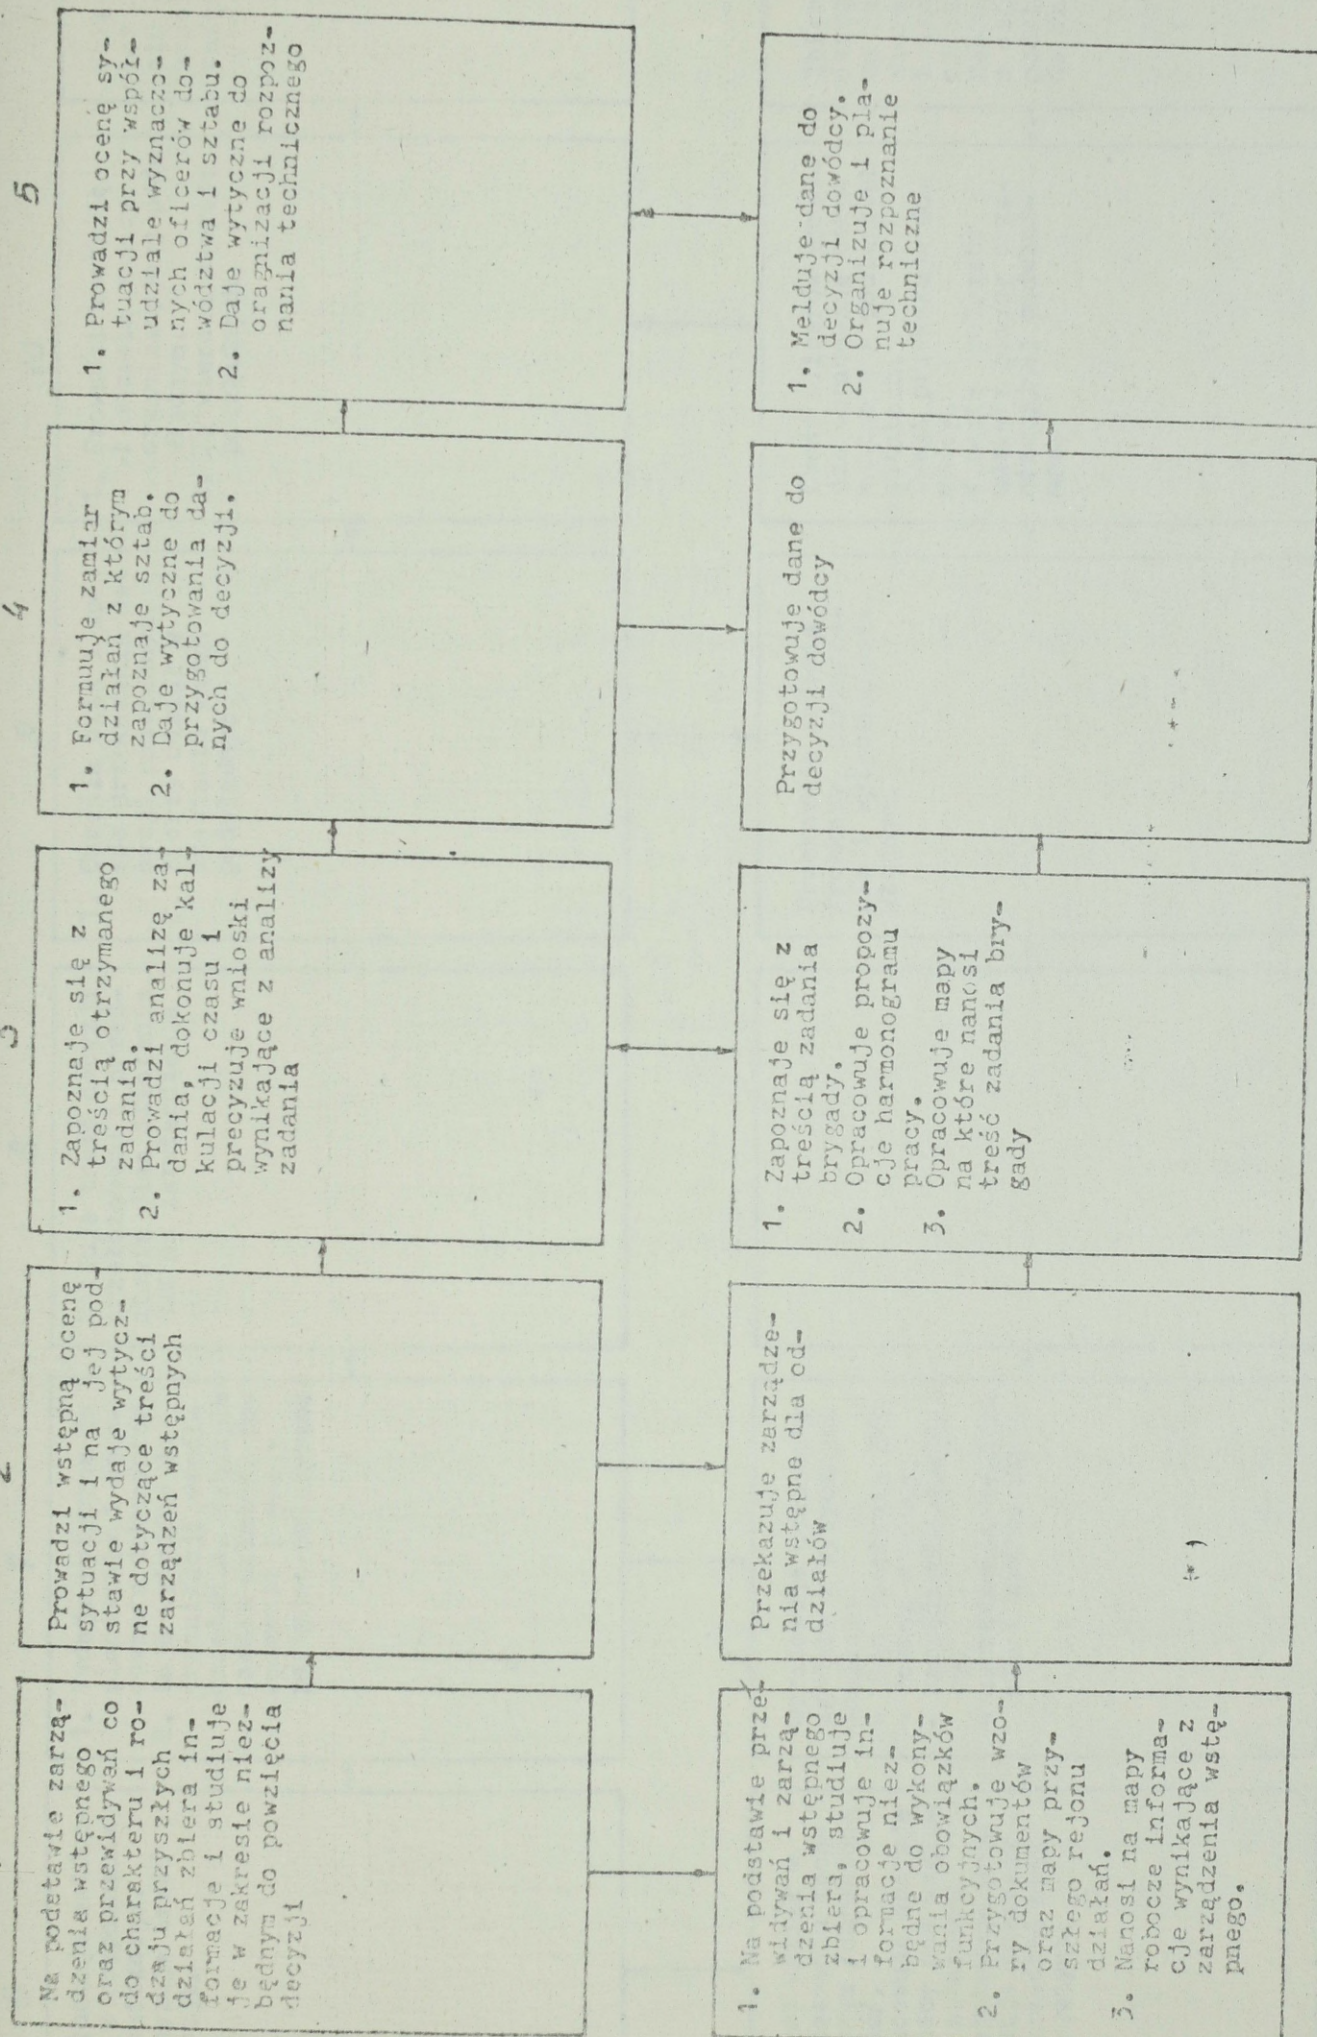 Na podstawie zarzą-
dzenia wstępnego
oraz przewidywań co
do charakteru i ro-
dzaju przyszłych
działań zbiera in-
formacje i studiuje
je w zakresie niez-
będnym do powzięcia
decyzji
2
Prowadzi wstępną ocenę
sytuacji i na jej pod-
stawie wydaje wytycz-
ne dotyczące treści
zarządzeń wstępnych
3
1. Zapoznaje się z
treścią otrzymanego
zadania.
2. Prowadzi analizę za-
dania, dokonuje kal-
kulacji czasu i
precyzuje wnioski
wynikające z analizy
zadania
4
1. Formuuje zamiar
działań z którym
zapoznaje sztab.
2. Daje wytyczne do
przygotowania da-
nych do decyzji.
5
1. Prowadzi ocenę sy-
tuacji przy współ-
udziale wyznaczo-
nych oficerów do-
wództwa i sztabu.
2. Daje wytyczne do
oragnizacji rozpoz-
nania technicznego
1. Na podstawie prze-
widywań i zarzą-
dzenia wstępnego
zbiera, studiuje
i opracowuje in-
formacje niez-
będne do wykony-
wania obowiązków
funkcyjnych.
2. Przygotowuje wzo-
ry dokumentów
oraz mapy przy-
szłego rejonu
działań.
3. Nanosi na mapy
robocze informa-
cje wynikające z
zarządzenia wstę-
pnego.
Przekazuje zarządze-
nia wstępne dla od-
działów
1. Zapoznaje się z
treścią zadania
brygady.
2. Opracowuje propozy-
cje harmonogramu
pracy.
3. Opracowuje mapy
na które nanosi
treść zadania bry-
gady
Przygotowuje dane do
decyzji dowódcy
1. Melduje dane do
decyzji dowódcy.
2. Organizuje i pla-
nuje rozpoznanie
techniczne